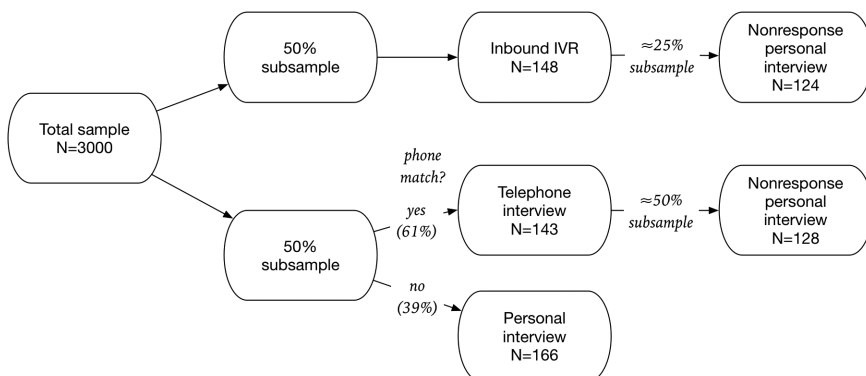 Total sample
N=3000
50%
subsample
Inbound IVR
N=148
≈25%
subsample
Nonresponse
personal
interview
N=124
50%
subsample
phone
match?
yes
(61%)
Telephone
interview
N=143
≈50%
subsample
Nonresponse
personal
interview
N=128
no
(39%)
Personal
interview
N=166